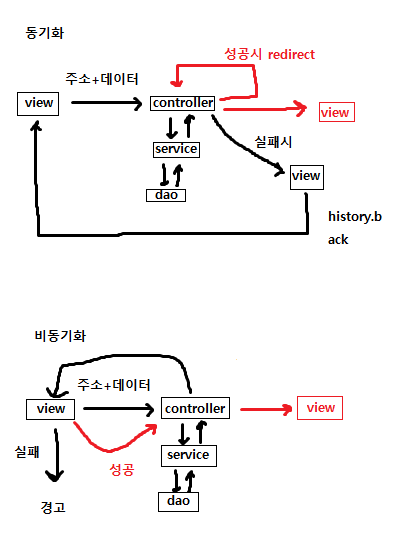 동기화
성공시 redirect
주소+데이터
view
controller
view
service
실패시
view
dao
history.b
ack
비동기화
주소+데이터
view
controller
view
실패
성공
service
경고
dao